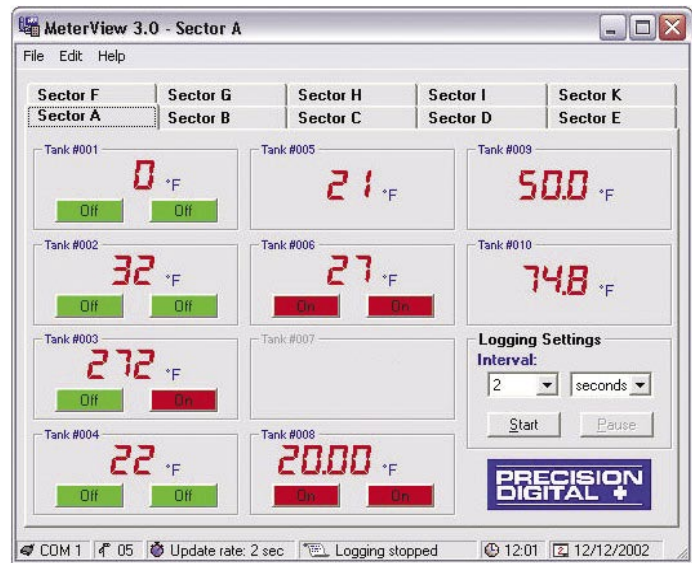 MeterView 3.0 - Sector A
File Edit Help
Sector F Sector G Sector H Sector I Sector K
Sector A Sector B Sector C Sector D Sector E
Tank #001
0 °F
Off Off
Tank #002
32 °F
Off Off
Tank #003
272 °F
Off On
Tank #004
22 °F
Off Off
Tank #005
21 °F
Tank #006
27 °F
On On
Tank #007
Tank #008
20.00 °F
On On
Tank #009
50.0 °F
Tank #010
74.8 °F
Logging Settings
Interval:
2 seconds
Start Pause
PRECISION
DIGITAL
COM 1 05 Update rate: 2 sec Logging stopped 12:01 2 12/12/2002